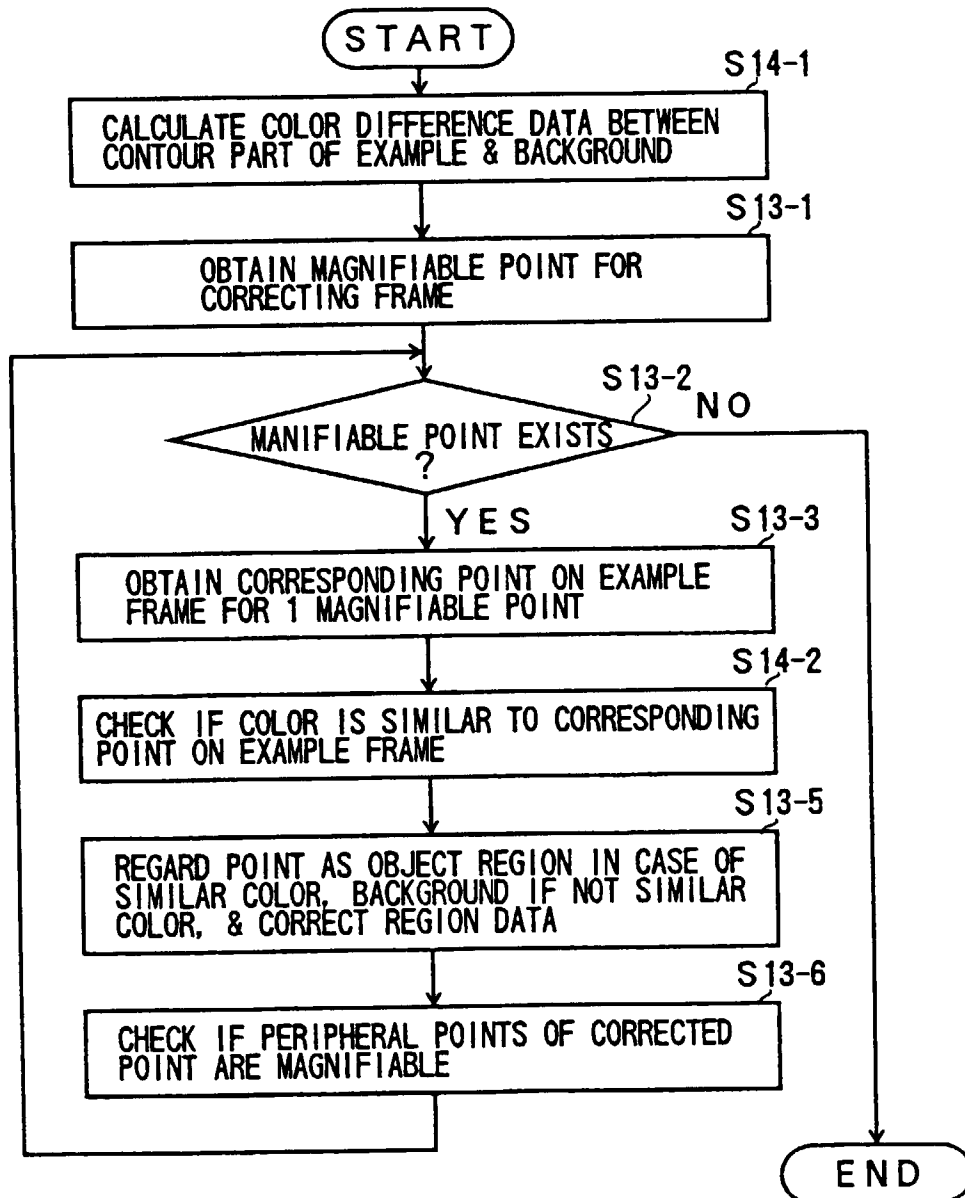 START
S14-1
CALCULATE COLOR DIFFERENCE DATA BETWEEN
CONTOUR PART OF EXAMPLE & BACKGROUND
S13-1
OBTAIN MAGNIFIABLE POINT FOR
CORRECTING FRAME
S13-2
NO
MANIFIABLE POINT EXISTS
?
YES
S13-3
OBTAIN CORRESPONDING POINT ON EXAMPLE
FRAME FOR 1 MAGNIFIABLE POINT
S14-2
CHECK IF COLOR IS SIMILAR TO CORRESPONDING
POINT ON EXAMPLE FRAME
S13-5
REGARD POINT AS OBJECT REGION IN CASE OF
SIMILAR COLOR, BACKGROUND IF NOT SIMILAR
COLOR, & CORRECT REGION DATA
S13-6
CHECK IF PERIPHERAL POINTS OF CORRECTED
POINT ARE MAGNIFIABLE
END